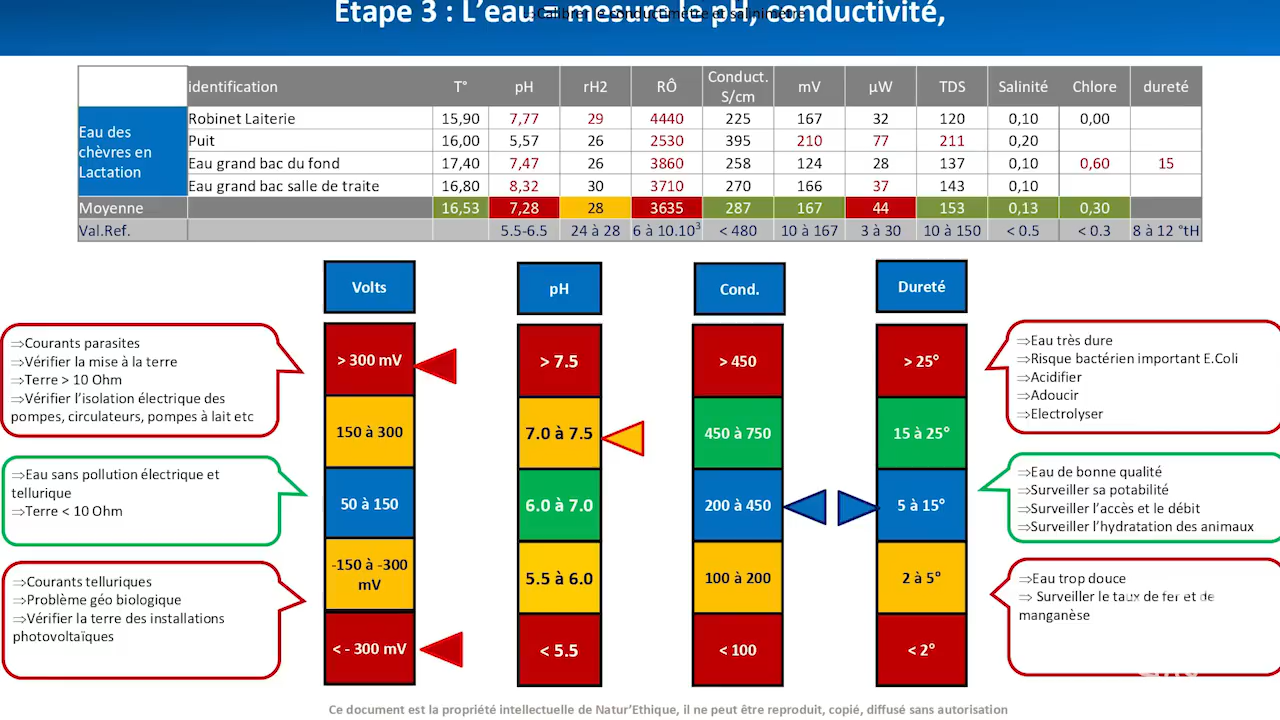 Etape 3 : L’eau = mesure le pH, conductivité,
identification T° pH rH2 RÔ Conduct. S/cm mV µW TDS Salinité Chlore dureté
Eau des chèvres en Lactation
Robinet Laiterie 15,90 7,77 29 4440 225 167 32 120 0,10 0,00
Puit 16,00 5,57 26 2530 395 210 77 211 0,20
Eau grand bac du fond 17,40 7,47 26 3860 258 124 28 137 0,10 0,60 15
Eau grand bac salle de traite 16,80 8,32 30 3710 270 166 37 143 0,10
Moyenne 16,53 7,28 28 3635 287 167 44 153 0,13 0,30
Val.Ref. 5.5-6.5 24 à 28 6 à 10.10³ < 480 10 à 167 3 à 30 10 à 150 < 0.5 < 0.3 8 à 12 °tH
Volts
> 300 mV
150 à 300
50 à 150
-150 à -300
mV
< - 300 mV
pH
> 7.5
7.0 à 7.5
6.0 à 7.0
5.5 à 6.0
< 5.5
Cond.
> 450
450 à 750
200 à 450
100 à 200
< 100
Dureté
> 25°
15 à 25°
5 à 15°
2 à 5°
< 2°
⇒Courants parasites
⇒Vérifier la mise à la terre
⇒Terre > 10 Ohm
⇒Vérifier l’isolation électrique des
pompes, circulateurs, pompes à lait etc
⇒Eau sans pollution électrique et
tellurique
⇒Terre < 10 Ohm
⇒Courants telluriques
⇒Problème géo biologique
⇒Vérifier la terre des installations
photovoltaïques
⇒Eau très dure
⇒Risque bactérien important E.Coli
⇒Acidifier
⇒Adoucir
⇒Electrolyser
⇒Eau de bonne qualité
⇒Surveiller sa potabilité
⇒Surveiller l’accès et le débit
⇒Surveiller l’hydratation des animaux
⇒Eau trop douce
⇒ Surveiller le taux de fer et de
manganèse
Ce document est la propriété intellectuelle de Natur’Ethique, il ne peut être reproduit, copié, diffusé sans autorisation